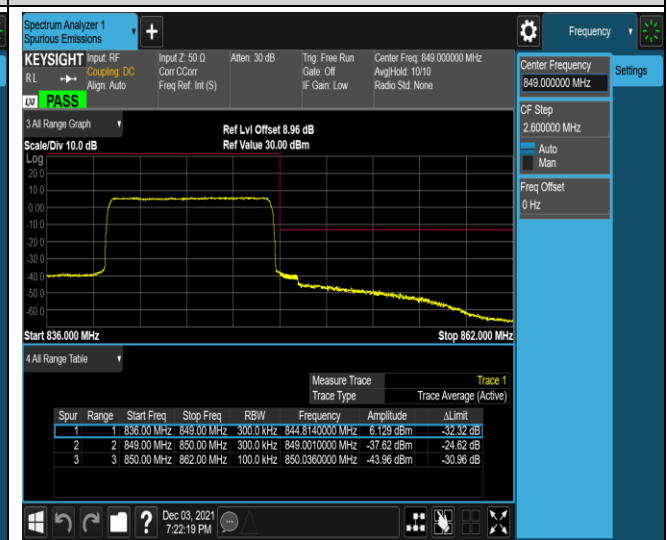 Spectrum Analyzer 1
Spurious Emissions
+
Frequency
KEYSIGHT Input: RF Input Z: 50 Ω Atten: 30 dB Trig: Free Run Center Freq: 849.000000 MHz
R L Coupling: DC Corr CCorr Gate: Off Avg|Hold: 10/10
Align: Auto Freq Ref: Int (S) IF Gain: Low Radio Std: None
LXI PASS
Center Frequency
849.000000 MHz
Settings
CF Step
2.600000 MHz
Auto
Man
Freq Offset
0 Hz
3 All Range Graph
Ref Lvl Offset 8.96 dB
Scale/Div 10.0 dB Ref Value 30.00 dBm
Log
20.0
10.0
0.00
-10.0
-20.0
-30.0
-40.0
-50.0
-60.0
Start 836.000 MHz Stop 862.000 MHz
4 All Range Table
Measure Trace Trace 1
Trace Type Trace Average (Active)
Spur Range Start Freq Stop Freq RBW Frequency Amplitude ΔLimit
1 1 836.00 MHz 849.00 MHz 300.0 kHz 844.8140000 MHz 6.129 dBm -32.32 dB
2 2 849.00 MHz 850.00 MHz 300.0 kHz 849.0010000 MHz -37.62 dBm -24.62 dB
3 3 850.00 MHz 862.00 MHz 100.0 kHz 850.0360000 MHz -43.96 dBm -30.96 dB
?
Dec 03, 2021
7:22:19 PM